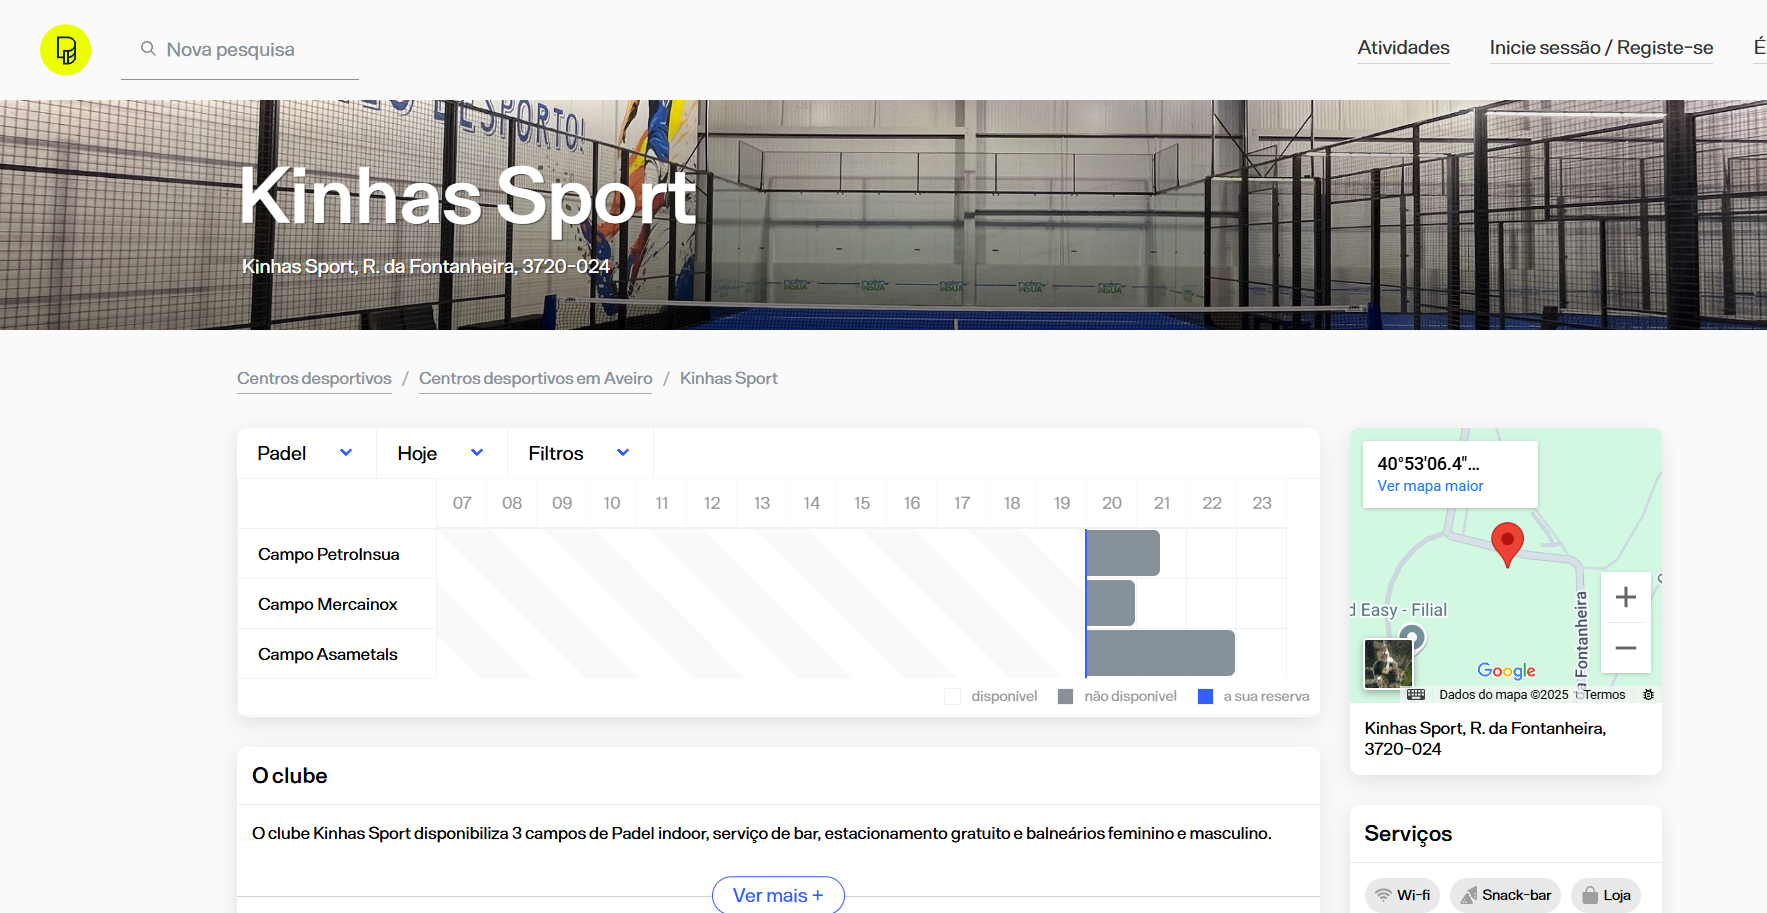 Nova pesquisa
Atividades
Inicie sessão / Registe-se
DESPORTO!
Kinhas Sport
Kinhas Sport, R. da Fontanheira, 3720-024
Centros desportivos / Centros desportivos em Aveiro / Kinhas Sport
Padel
Hoje
Filtros
07 08 09 10 11 12 13 14 15 16 17 18 19 20 21 22 23
Campo PetroInsua
Campo Mercainox
Campo Asametals
disponível
não disponível
a sua reserva
40°53'06.4"...
Ver mapa maior
d Easy - Filial
da Fontanheira
Google
Dados do mapa ©2025
Termos
Kinhas Sport, R. da Fontanheira,
3720-024
O clube
O clube Kinhas Sport disponibiliza 3 campos de Padel indoor, serviço de bar, estacionamento gratuito e balneários feminino e masculino.
Ver mais +
Serviços
Wi-fi
Snack-bar
Loja